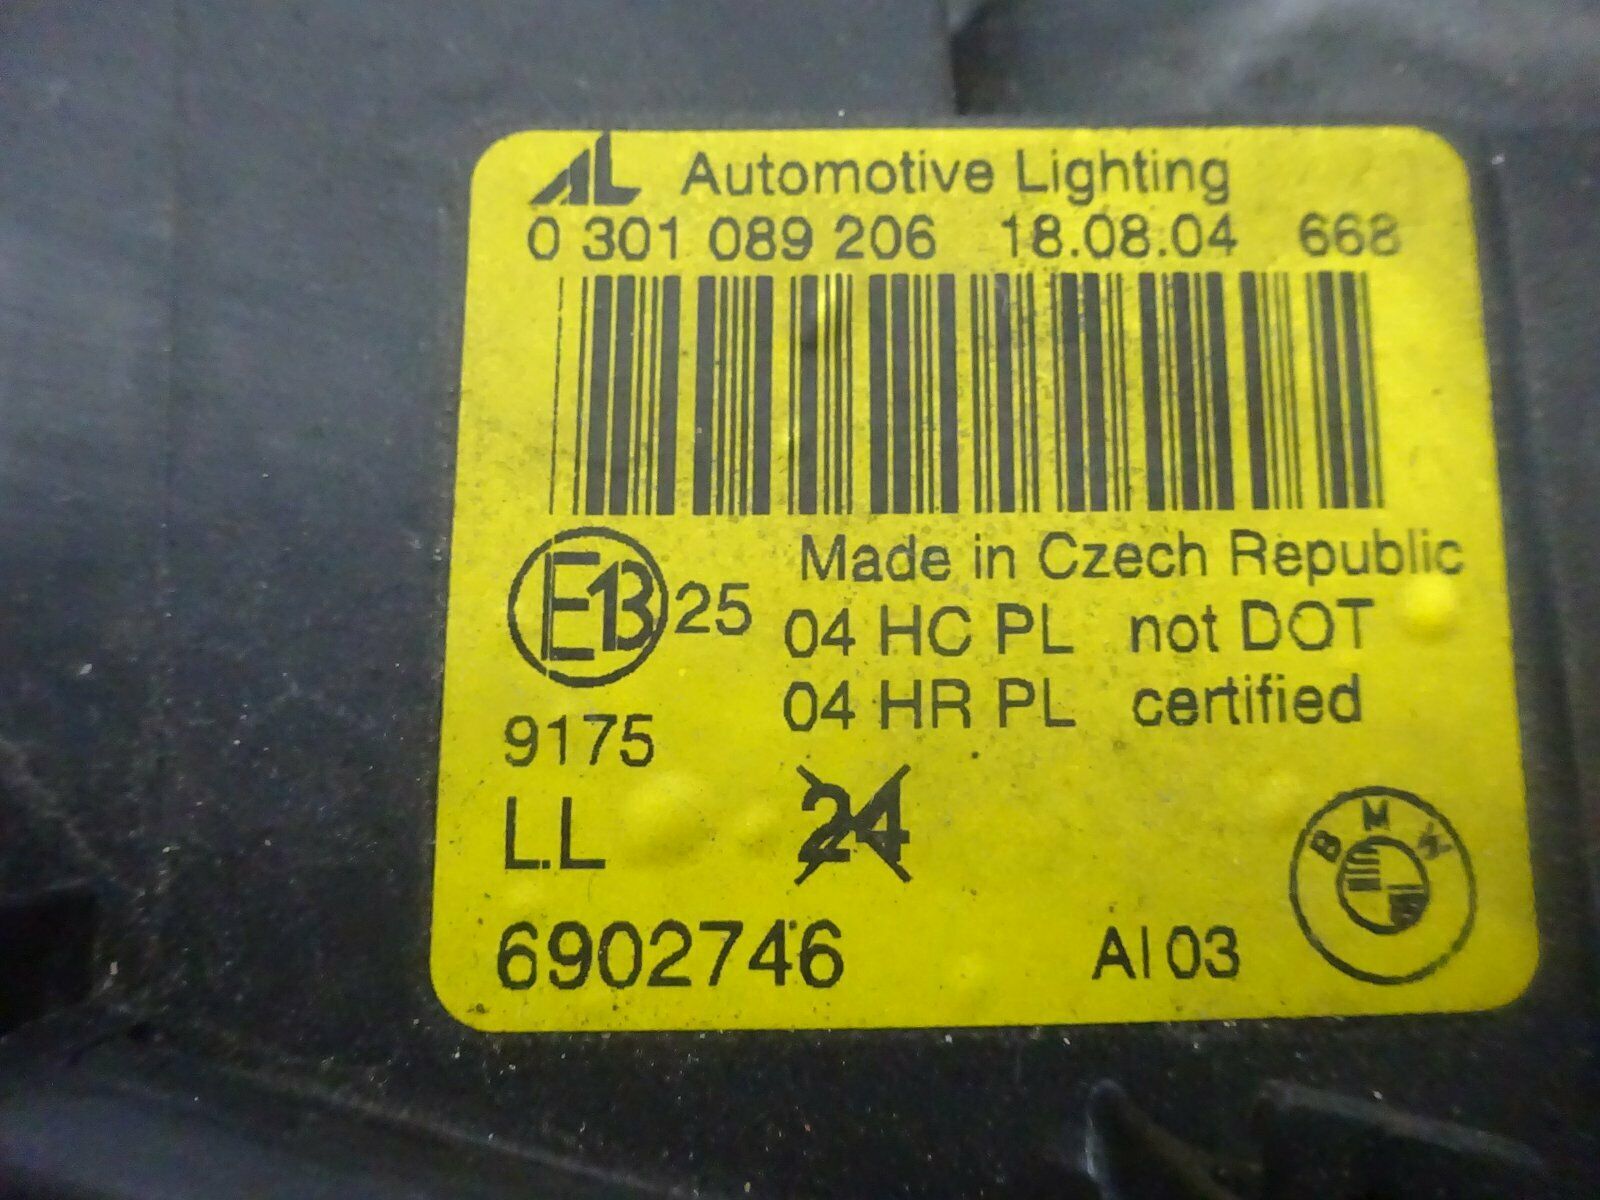 AL Automotive Lighting
0 301 089 206 18.08.04 668
E13 25
Made in Czech Republic
04 HC PL not DOT
04 HR PL certified
9175
LL 24
6902746 AI 03
BMW